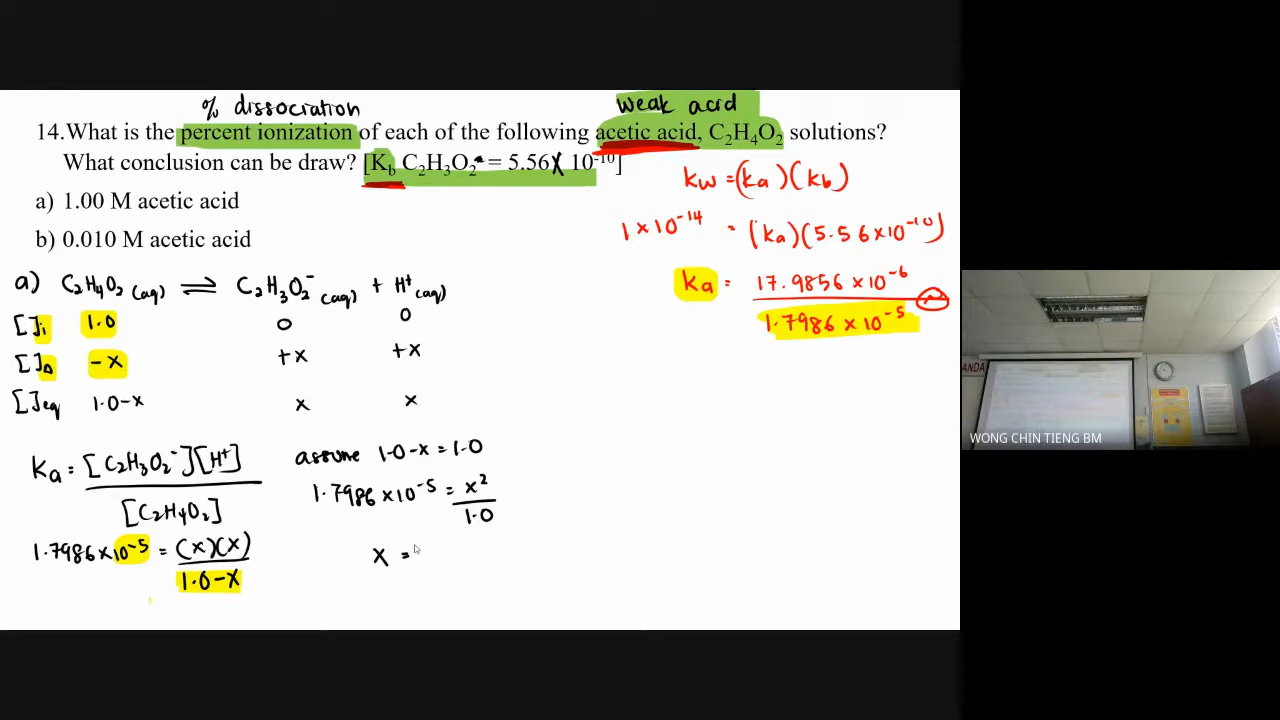 % dissociation
weak acid
14.What is the percent ionization of each of the following acetic acid, C2H4O2 solutions?
What conclusion can be draw? [Kb C2H3O2- = 5.56 X 10-10]
a) 1.00 M acetic acid
b) 0.010 M acetic acid
kw = (ka)(kb)
1 x 10-14 = (ka)(5.56 x 10-10)
ka = 17.9856 x 10-6
1.7986 x 10-5
a) C2H4O2 (aq) ⇌ C2H3O2- (aq) + H+ (aq)
[ ]i 1.0 0 0
[ ]Δ -x +x +x
[ ]eq 1.0-x x x
Ka = [C2H3O2-][H+]
[C2H4O2]
1.7986 x 10-5 = (x)(x)
1.0-x
assume 1.0-x = 1.0
1.7986 x 10-5 = x2
1.0
x =
ANDA
WONG CHIN TIENG BM